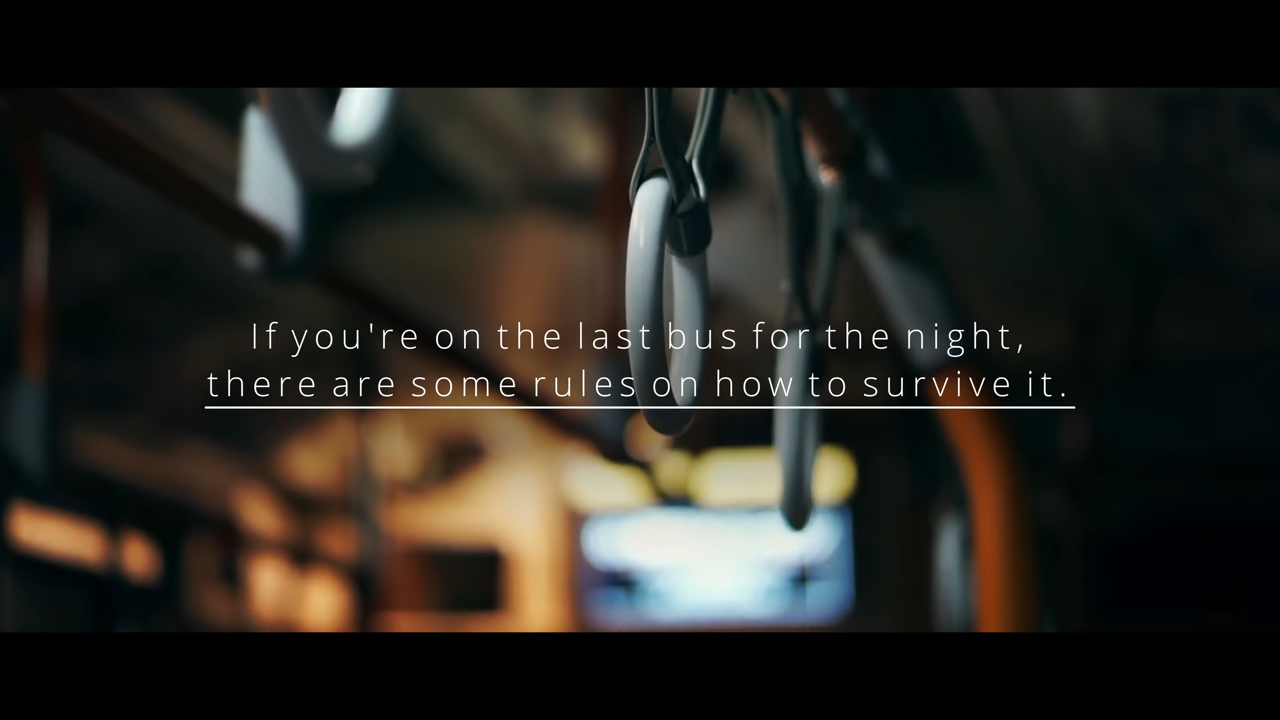 If you're on the last bus for the night,
there are some rules on how to survive it.